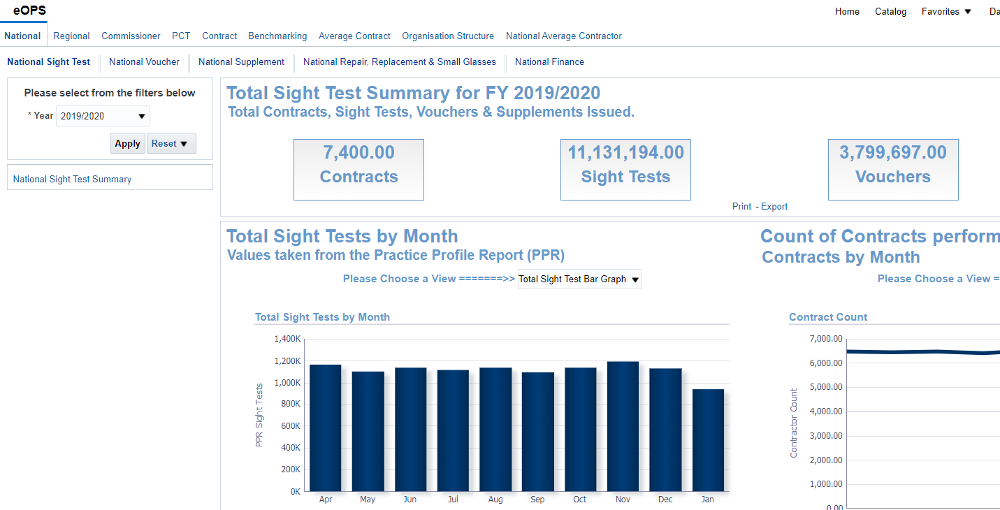 eOPS
Home Catalog Favorites Da
National Regional Commissioner PCT Contract Benchmarking Average Contract Organisation Structure National Average Contractor
National Sight Test National Voucher National Supplement National Repair, Replacement & Small Glasses National Finance
Please select from the filters below
* Year 2019/2020
Apply Reset
National Sight Test Summary
Total Sight Test Summary for FY 2019/2020
Total Contracts, Sight Tests, Vouchers & Supplements Issued.
7,400.00
Contracts
11,131,194.00
Sight Tests
3,799,697.00
Vouchers
Print - Export
Total Sight Tests by Month
Values taken from the Practice Profile Report (PPR)
Please Choose a View =======>> Total Sight Test Bar Graph
Total Sight Tests by Month
1,400K
1,200K
1,000K
800K
600K
400K
200K
0K
PPR Sight Tests
Apr May Jun Jul Aug Sep Oct Nov Dec Jan
Count of Contracts perform
Contracts by Month
Please Choose a View =
Contract Count
7,000.00
6,000.00
5,000.00
4,000.00
3,000.00
2,000.00
1,000.00
0.00
Contractor Count